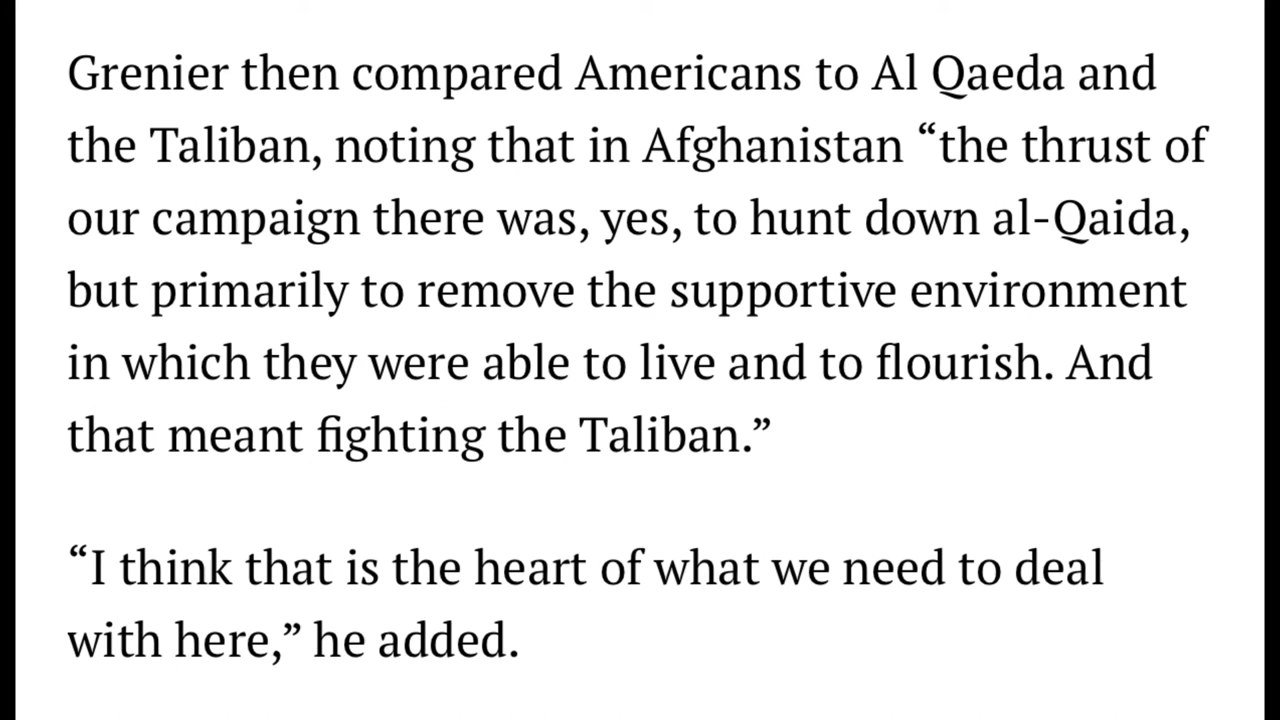 Grenier then compared Americans to Al Qaeda and
the Taliban, noting that in Afghanistan “the thrust of
our campaign there was, yes, to hunt down al-Qaida,
but primarily to remove the supportive environment
in which they were able to live and to flourish. And
that meant fighting the Taliban.”
“I think that is the heart of what we need to deal
with here,” he added.